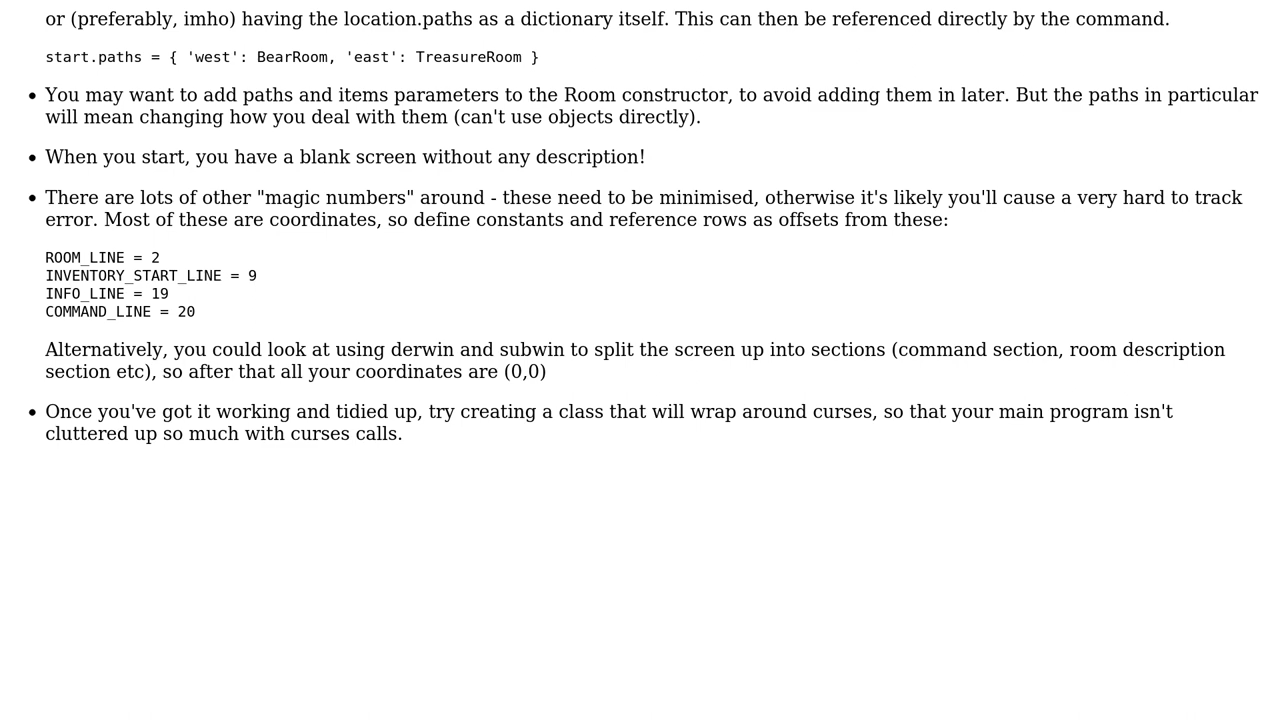 or (preferably, imho) having the location.paths as a dictionary itself. This can then be referenced directly by the command.
start.paths = { 'west': BearRoom, 'east': TreasureRoom }
• You may want to add paths and items parameters to the Room constructor, to avoid adding them in later. But the paths in particular
will mean changing how you deal with them (can't use objects directly).
• When you start, you have a blank screen without any description!
• There are lots of other "magic numbers" around - these need to be minimised, otherwise it's likely you'll cause a very hard to track
error. Most of these are coordinates, so define constants and reference rows as offsets from these:
ROOM_LINE = 2
INVENTORY_START_LINE = 9
INFO_LINE = 19
COMMAND_LINE = 20
Alternatively, you could look at using derwin and subwin to split the screen up into sections (command section, room description
section etc), so after that all your coordinates are (0,0)
• Once you've got it working and tidied up, try creating a class that will wrap around curses, so that your main program isn't
cluttered up so much with curses calls.